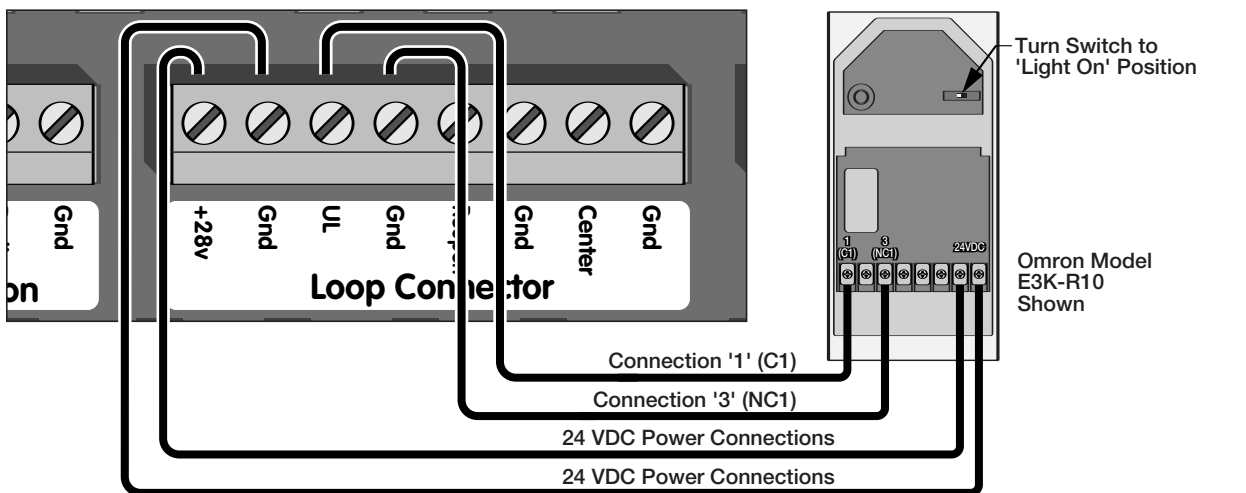 Turn Switch to
'Light On' Position
Gnd
+28v
Gnd
UL
Gnd
Gnd
Center
Gnd
on
Loop Connector
1
(C1)
3
(NC1)
24VDC
Omron Model
E3K-R10
Shown
Connection '1' (C1)
Connection '3' (NC1)
24 VDC Power Connections
24 VDC Power Connections